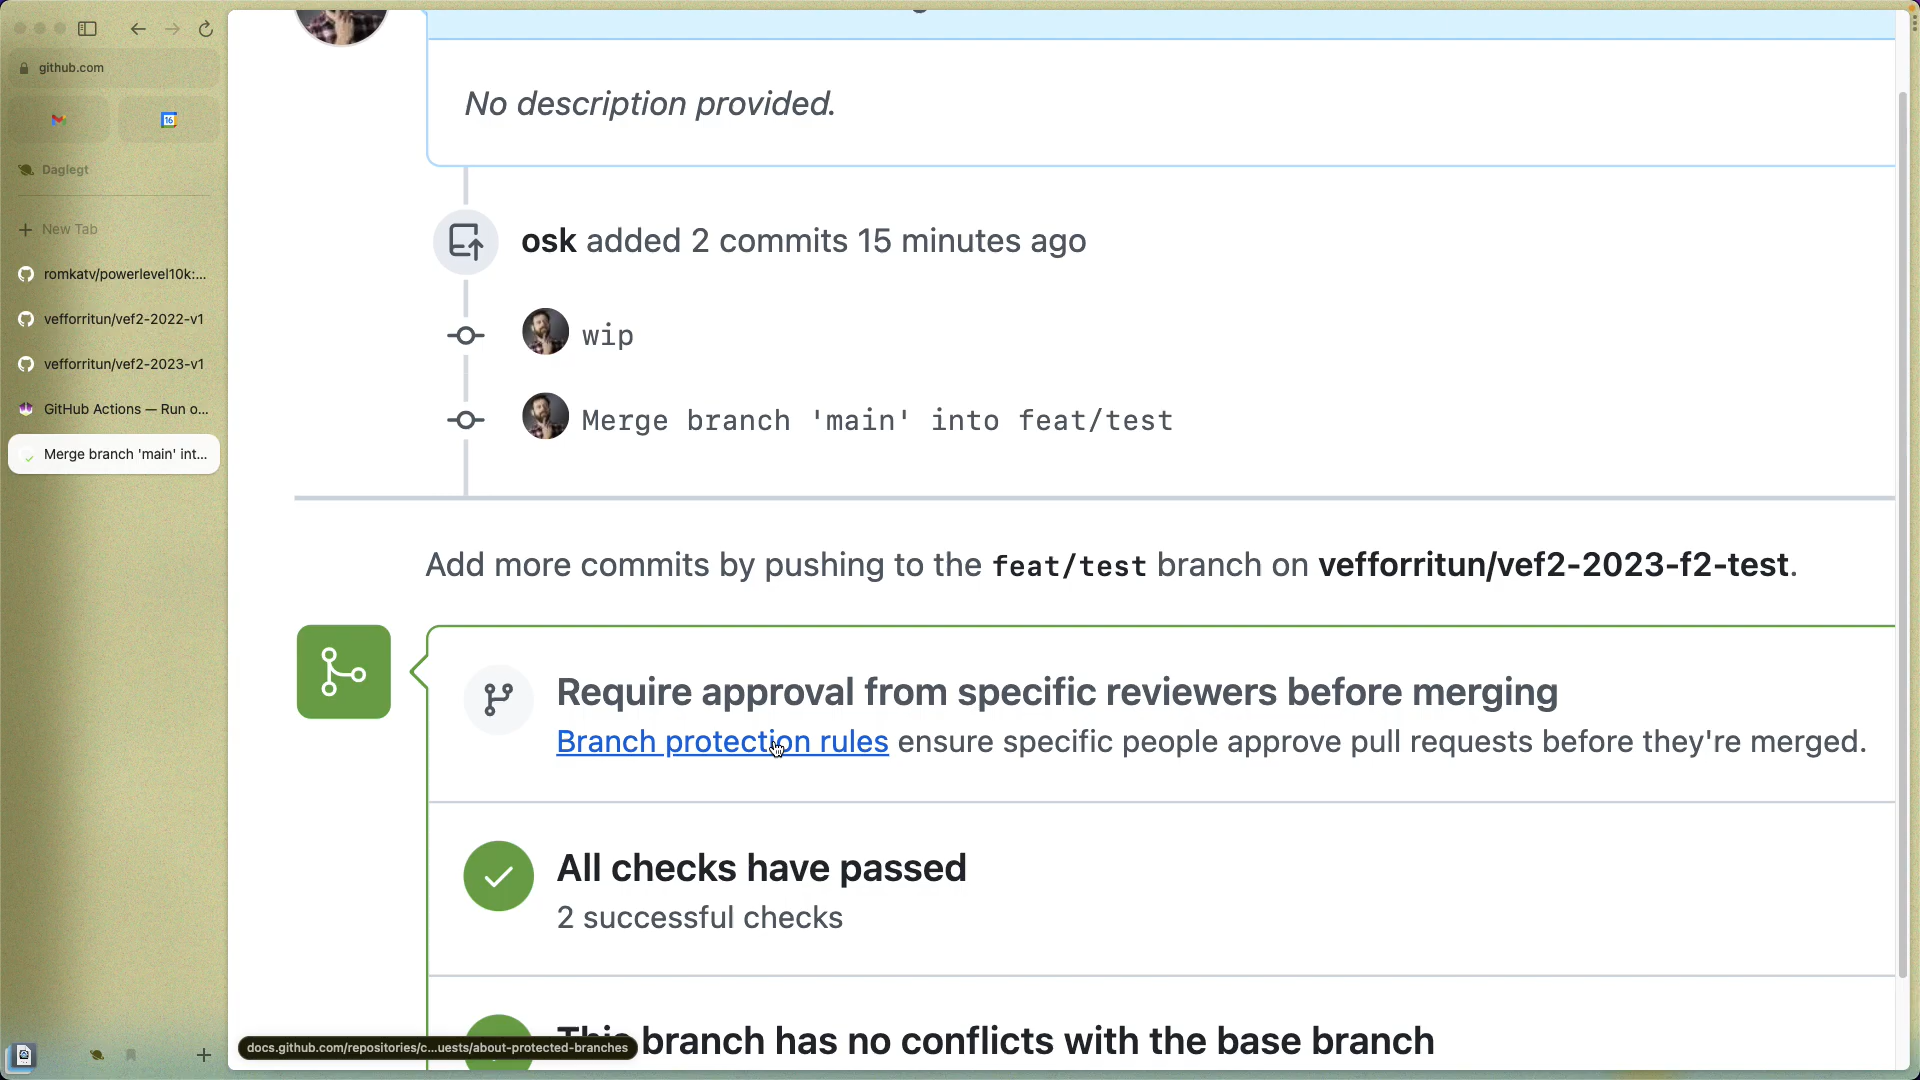 github.com
16
Daglegt
New Tab
romkatv/powerlevel10k:...
vefforritun/vef2-2022-v1
vefforritun/vef2-2023-v1
GitHub Actions — Run o...
Merge branch 'main' int...
No description provided.
osk added 2 commits 15 minutes ago
wip
Merge branch 'main' into feat/test
Add more commits by pushing to the feat/test branch on vefforritun/vef2-2023-f2-test.
Require approval from specific reviewers before merging
Branch protection rules ensure specific people approve pull requests before they're merged.
All checks have passed
2 successful checks
This branch has no conflicts with the base branch
docs.github.com/repositories/c...uests/about-protected-branches